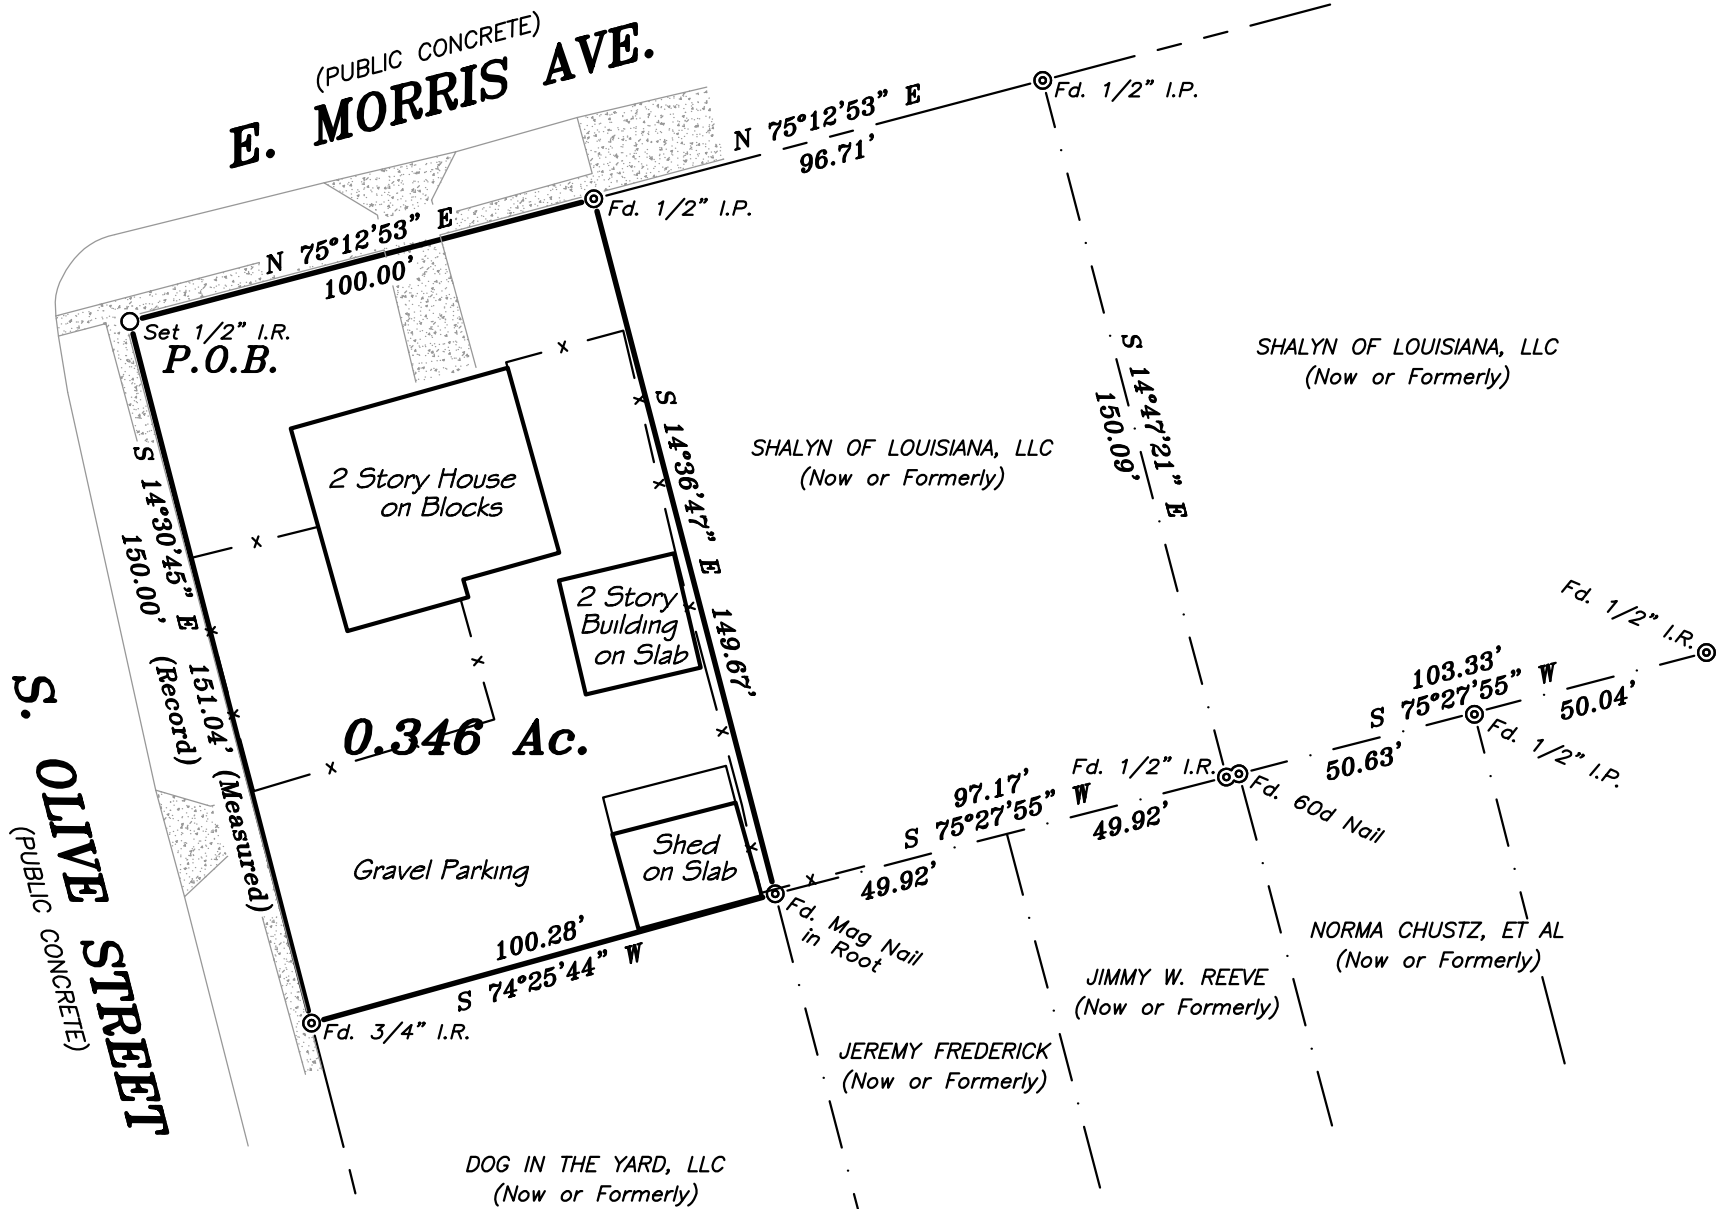 (PUBLIC CONCRETE)
E. MORRIS AVE.
Fd. 1/2" I.P.
N 75°12'53" E
96.71'
Fd. 1/2" I.P.
N 75°12'53" E
100.00'
Set 1/2" I.R.
P.O.B.
SHALYN OF LOUISIANA, LLC
(Now or Formerly)
S 14°47'21" E
150.09'
SHALYN OF LOUISIANA, LLC
(Now or Formerly)
x
x
x
x
x
x
x
x
x
x
x
x
S 14°36'47" E 149.67'
2 Story House
on Blocks
S 14°30'45" E 151.04' (Measured)
150.00' (Record)
2 Story
Building
on Slab
Fd. 1/2" I.R.
103.33'
S 75°27'55" W
50.04'
50.63'
Fd. 1/2" I.P.
0.346 Ac.
Fd. 1/2" I.R.
97.17'
S 75°27'55" W
49.92'
49.92'
Fd. 60d Nail
S. OLIVE STREET
(PUBLIC CONCRETE)
Gravel Parking
Shed
on Slab
Fd. Mag Nail
in Root
100.28'
S 74°25'44" W
Fd. 3/4" I.R.
NORMA CHUSTZ, ET AL
(Now or Formerly)
JIMMY W. REEVE
(Now or Formerly)
JEREMY FREDERICK
(Now or Formerly)
DOG IN THE YARD, LLC
(Now or Formerly)